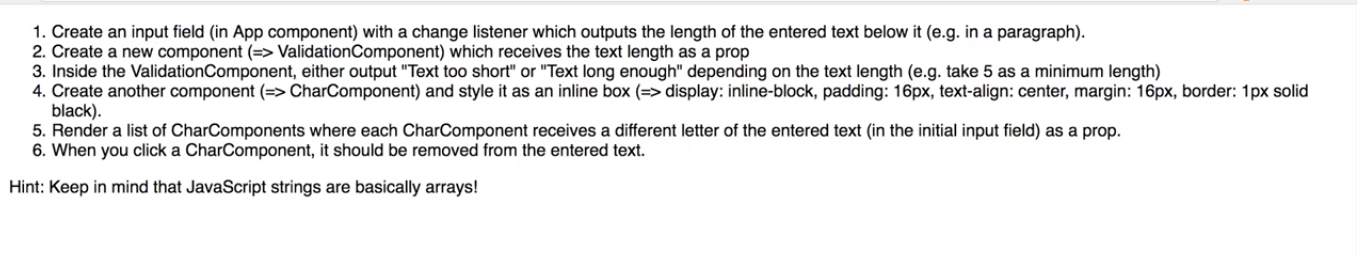 1. Create an input field (in App component) with a change listener which outputs the length of the entered text below it (e.g. in a paragraph).
2. Create a new component (=> ValidationComponent) which receives the text length as a prop
3. Inside the ValidationComponent, either output "Text too short" or "Text long enough" depending on the text length (e.g. take 5 as a minimum length)
4. Create another component (=> CharComponent) and style it as an inline box (=> display: inline-block, padding: 16px, text-align: center, margin: 16px, border: 1px solid
black).
5. Render a list of CharComponents where each CharComponent receives a different letter of the entered text (in the initial input field) as a prop.
6. When you click a CharComponent, it should be removed from the entered text.
Hint: Keep in mind that JavaScript strings are basically arrays!